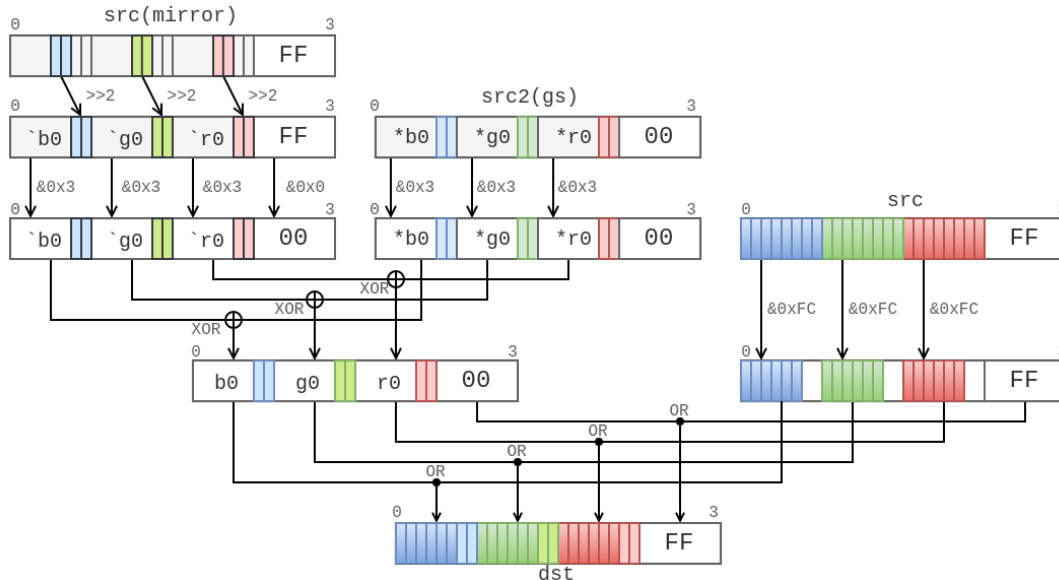 src(mirror)
0 3
FF
>>2 >>2 >>2
src2(gs)
0 3 0 3
`b0 `g0 `r0 FF *b0 *g0 *r0 00
&0x3 &0x3 &0x3 &0x0 &0x3 &0x3 &0x3
src
0 3 0 3 0
`b0 `g0 `r0 00 *b0 *g0 *r0 00 FF
XOR
XOR
XOR
&0xFC &0xFC &0xFC
0 3 0
b0 g0 r0 00 FF
OR
OR
OR
OR
0 3
FF
dst